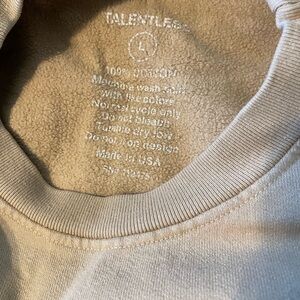 TALENTLESS
L
100% COTTON
Machine wash cold
with like colors
Normal cycle only
Do not bleach
Tumble dry low
Do not iron design
Made in USA